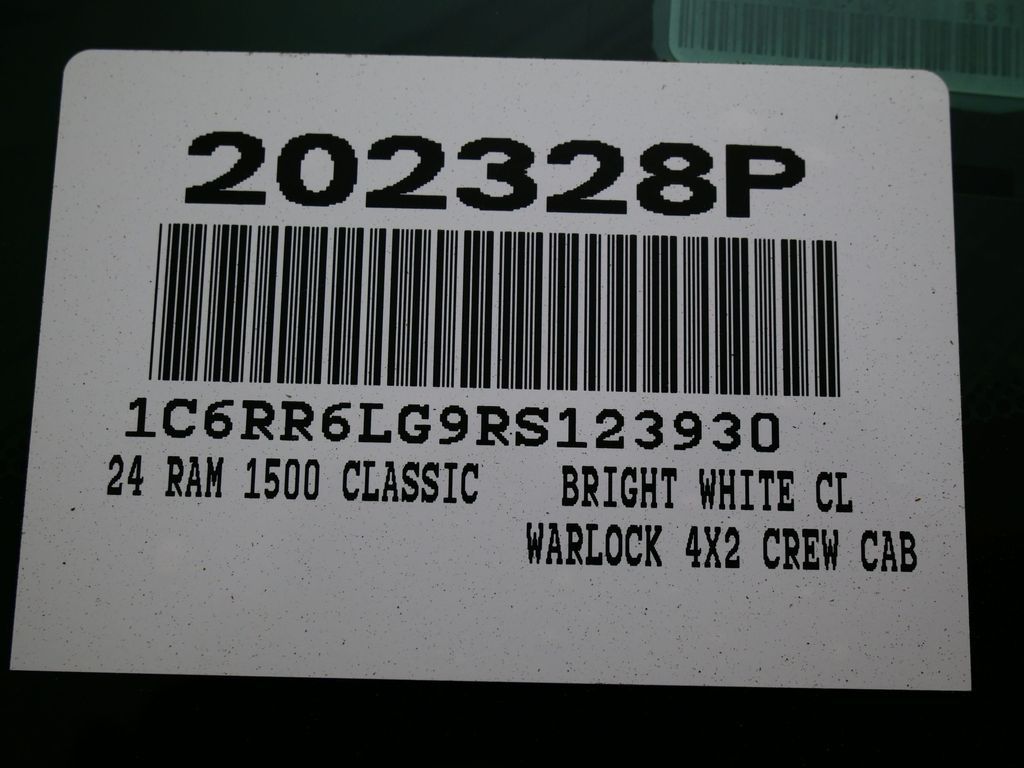 202328P
1C6RR6LG9RS123930
24 RAM 1500 CLASSIC BRIGHT WHITE CL
WARLOCK 4X2 CREW CAB